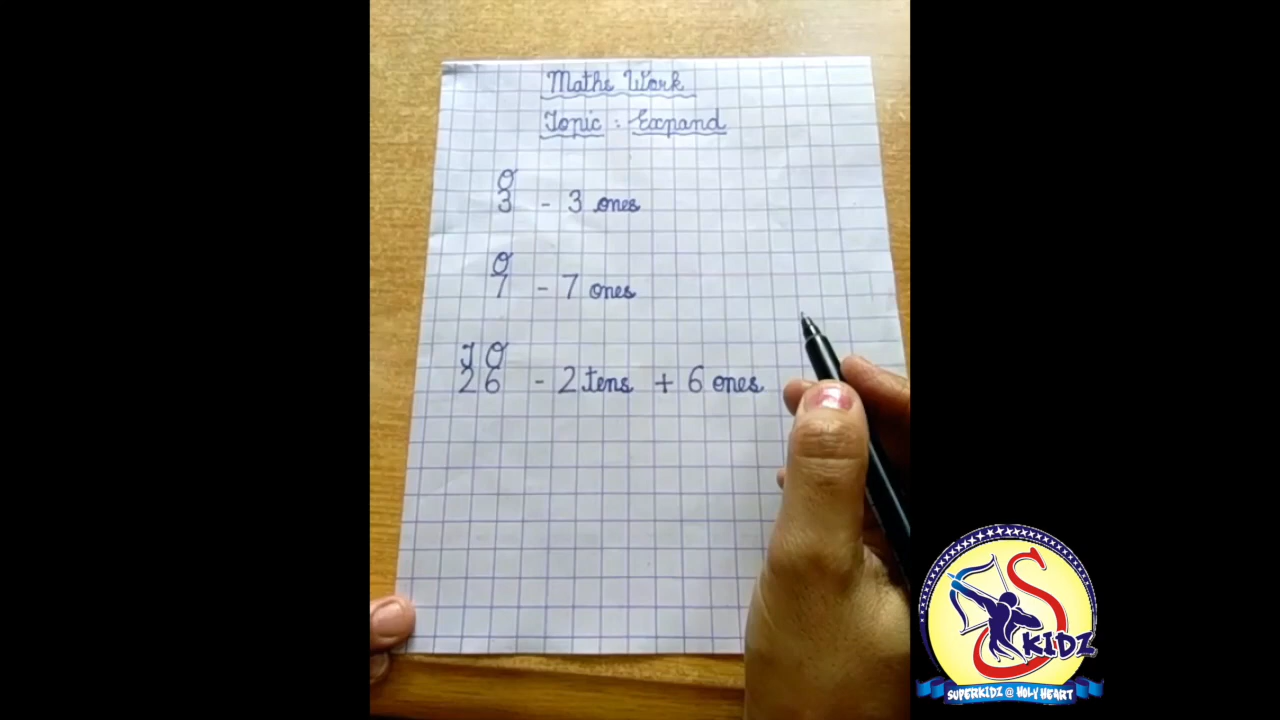 Maths Work
Topic : Expand
O
3 - 3 ones
O
7 - 7 ones
T O
26 - 2 tens + 6 ones
S
KIDZ
SUPERKIDZ @ HOLY HEART